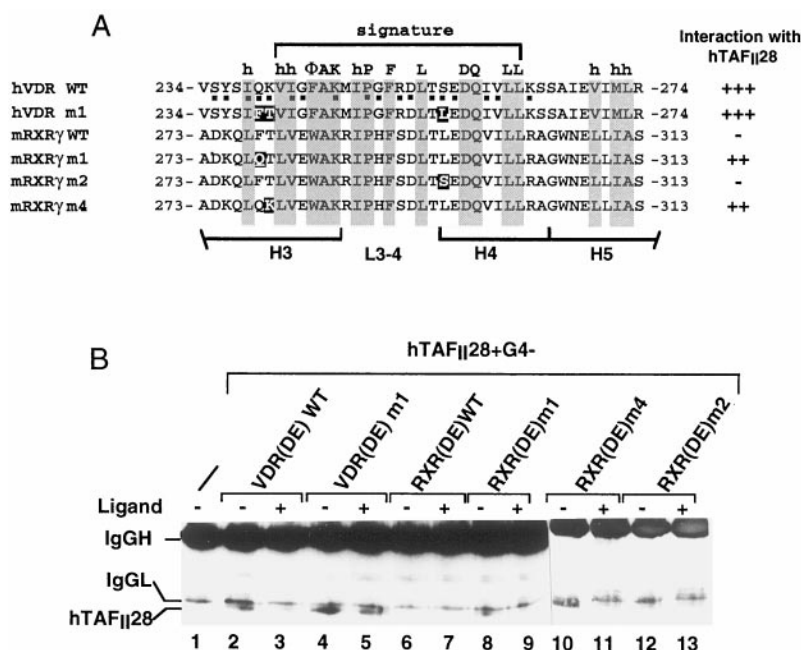 A
signature
Interaction with
hTAFII28
h hh ΦAK hP F L DQ LL h hh
hVDR WT 234- VSYSIQKVIGFAKMIPGFRDLTSEDQIVLLKSSAIEVIMLR -274 +++
hVDR m1 234- VSYSIFTVIGFAKMIPGFRDLTLEDQIVLLKSSAIEVIMLR -274 +++
mRXRγ WT 273- ADKQLFTLVEWAKRIPHFSDLTLEDQVILLRAGWNELLIAS -313 -
mRXRγ m1 273- ADKQLQTLVEWAKRIPHFSDLTLEDQVILLRAGWNELLIAS -313 ++
mRXRγ m2 273- ADKQLFTLVEWAKRIPHFSDLTSEDQVILLRAGWNELLIAS -313 -
mRXRγ m4 273- ADKQLQKLVEWAKRIPHFSDLTLEDQVILLRAGWNELLIAS -313 ++
H3 L3-4 H4 H5
B
hTAFII28+G4-
VDR(DE) WT VDR(DE) m1 RXR(DE)WT RXR(DE)m1 RXR(DE)m4 RXR(DE)m2
Ligand - - + - + - + - + - + - +
IgGH
IgGL
hTAFII28
1 2 3 4 5 6 7 8 9 10 11 12 13